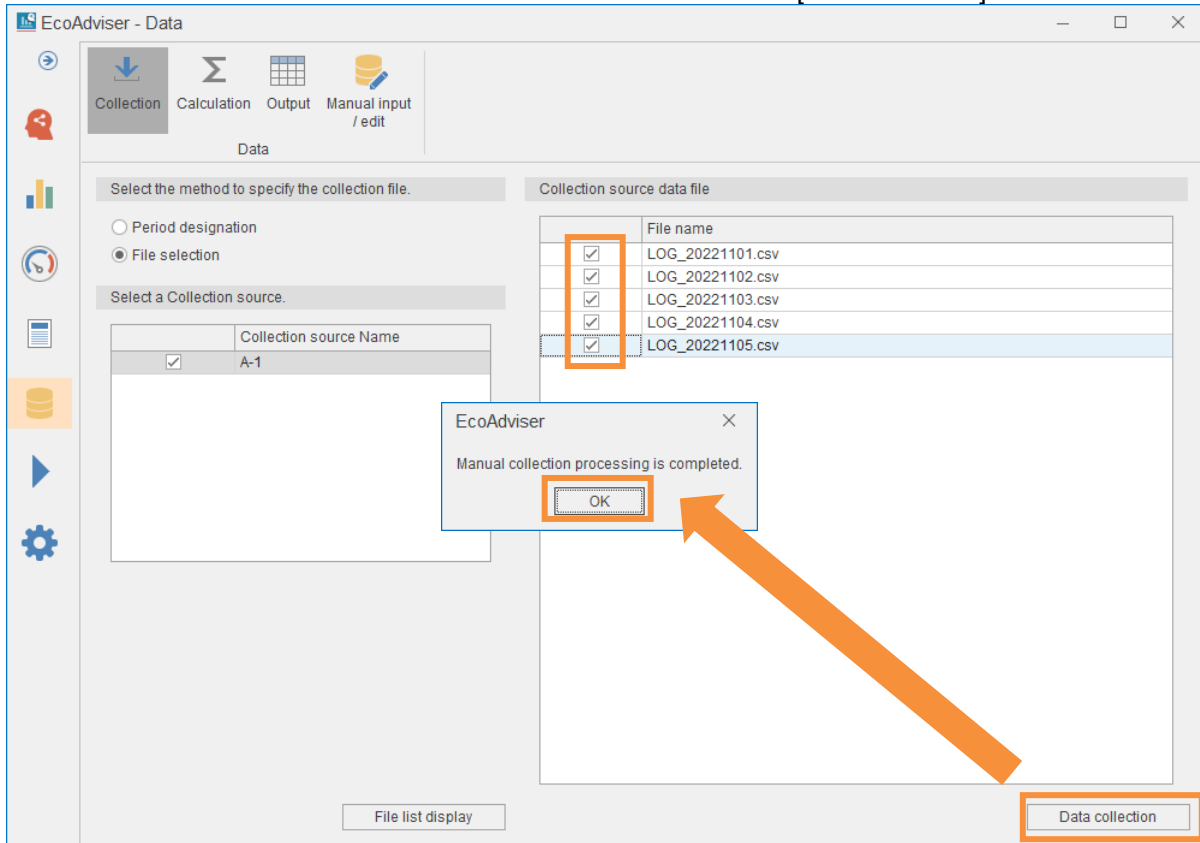 EcoAdviser - Data
Collection
Calculation
Output
Manual input
/ edit
Data
Select the method to specify the collection file.
Period designation
File selection
Select a Collection source.
Collection source Name
A-1
Collection source data file
File name
LOG_20221101.csv
LOG_20221102.csv
LOG_20221103.csv
LOG_20221104.csv
LOG_20221105.csv
EcoAdviser
Manual collection processing is completed.
OK
File list display
Data collection